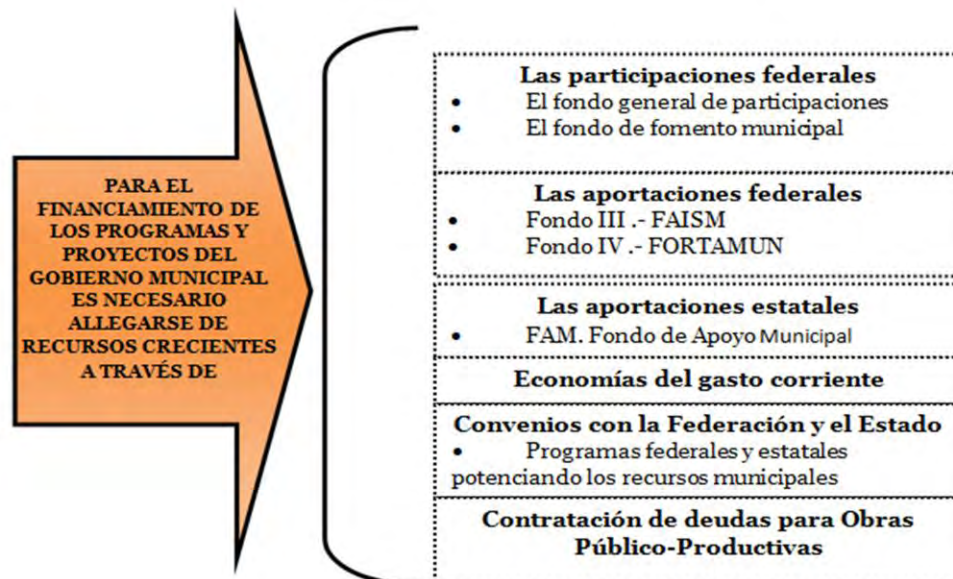 PARA EL
FINANCIAMIENTO DE
LOS PROGRAMAS Y
PROYECTOS DEL
GOBIERNO MUNICIPAL
ES NECESARIO
ALLEGARSE DE
RECURSOS CRECIENTES
A TRAVÉS DE
Las participaciones federales
• El fondo general de participaciones
• El fondo de fomento municipal
Las aportaciones federales
• Fondo III .- FAISM
• Fondo IV .- FORTAMUN
Las aportaciones estatales
• FAM. Fondo de Apoyo Municipal
Economías del gasto corriente
Convenios con la Federación y el Estado
• Programas federales y estatales
potenciando los recursos municipales
Contratación de deudas para Obras
Público-Productivas